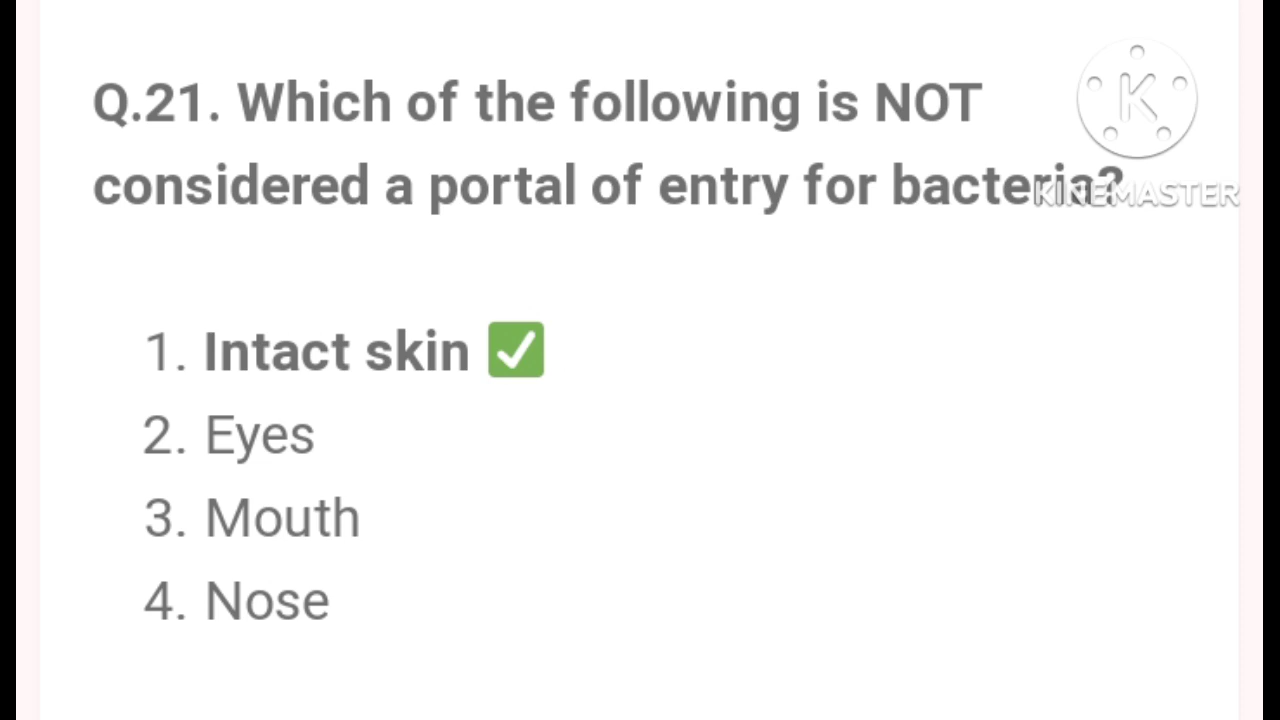 Q.21. Which of the following is NOT
considered a portal of entry for bacteria?
K
KINEMASTER
1. Intact skin ✅
2. Eyes
3. Mouth
4. Nose